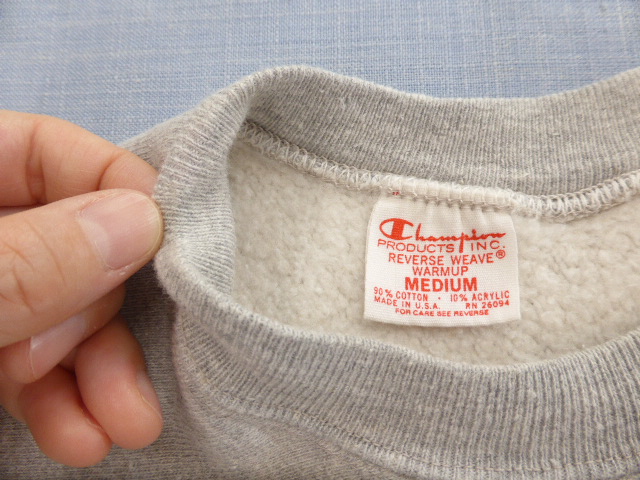 Champion
PRODUCTS INC.
REVERSE WEAVE®
WARMUP
MEDIUM
90% COTTON · 10% ACRYLIC
MADE IN U.S.A. RN 26094
FOR CARE SEE REVERSE